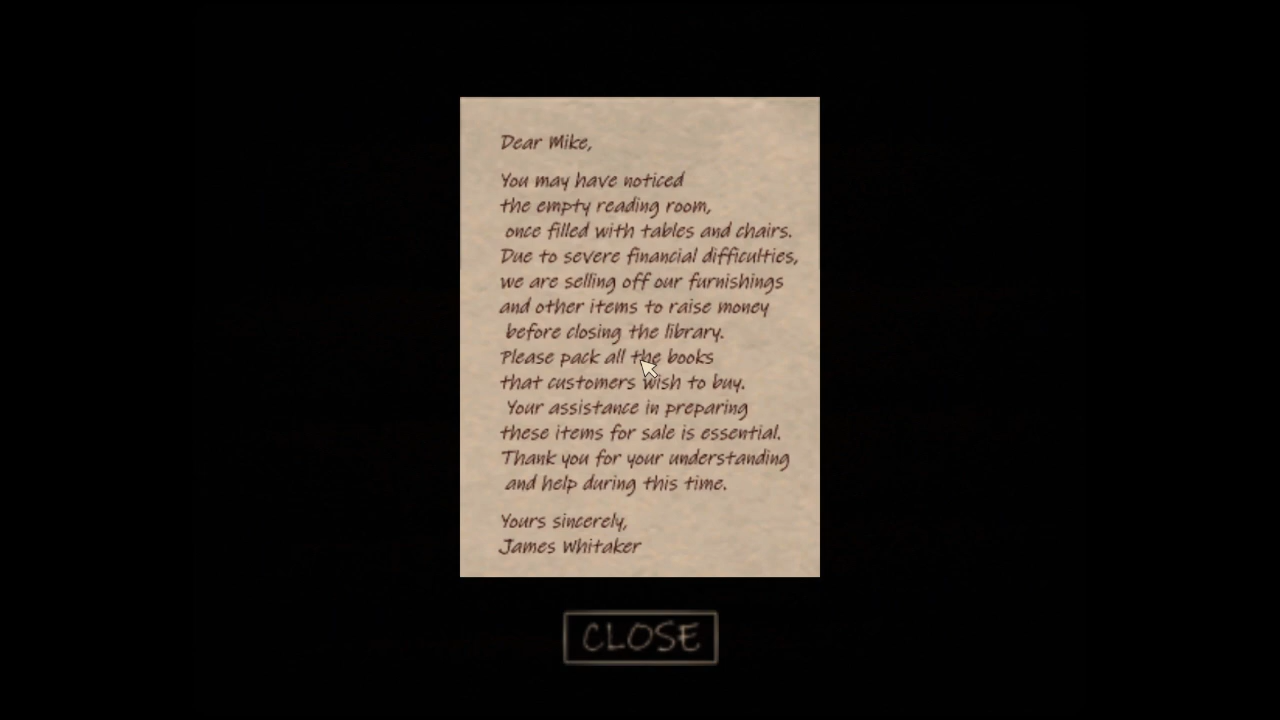 Dear Mike,
You may have noticed
the empty reading room,
once filled with tables and chairs.
Due to severe financial difficulties,
we are selling off our furnishings
and other items to raise money
before closing the library.
Please pack all the books
that customers wish to buy.
Your assistance in preparing
these items for sale is essential.
Thank you for your understanding
and help during this time.
Yours sincerely,
James Whitaker
CLOSE